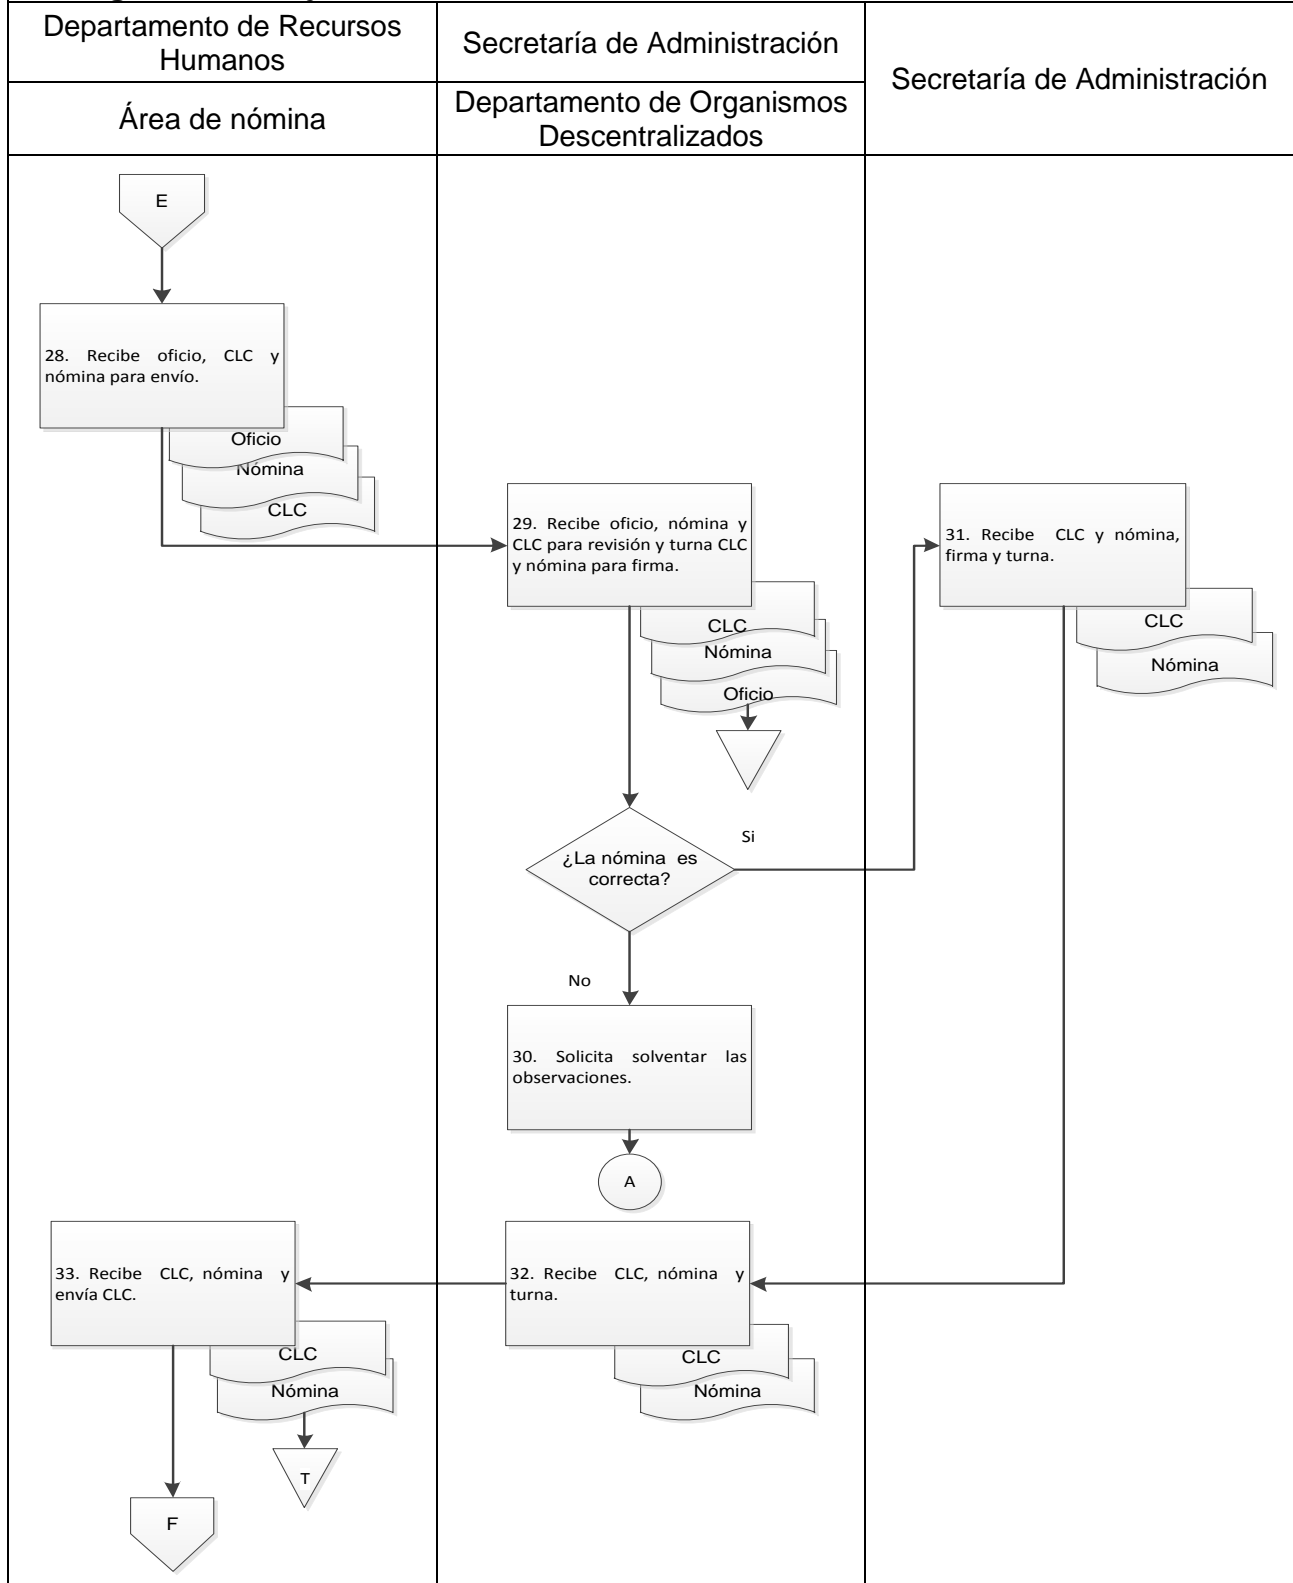 Departamento de Recursos
Humanos
Secretaría de Administración
Secretaría de Administración
Área de nómina
Departamento de Organismos
Descentralizados
E
28. Recibe oficio, CLC y
nómina para envío.
Oficio
Nómina
CLC
29. Recibe oficio, nómina y
CLC para revisión y turna CLC
y nómina para firma.
CLC
Nómina
Oficio
31. Recibe CLC y nómina,
firma y turna.
CLC
Nómina
¿La nómina es
correcta?
Si
No
30. Solicita solventar las
observaciones.
A
33. Recibe CLC, nómina y
envía CLC.
CLC
Nómina
T
F
32. Recibe CLC, nómina y
turna.
CLC
Nómina